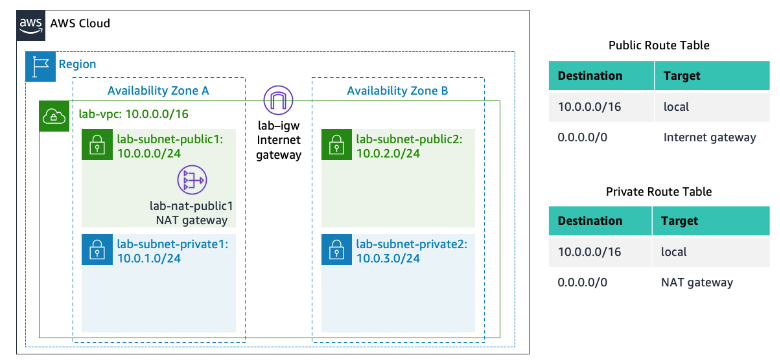 aws
AWS Cloud
Region
Availability Zone A
Availability Zone B
lab-vpc: 10.0.0.0/16
lab-igw
Internet
gateway
lab-subnet-public1:
10.0.0.0/24
lab-nat-public1
NAT gateway
lab-subnet-public2:
10.0.2.0/24
lab-subnet-private1:
10.0.1.0/24
lab-subnet-private2:
10.0.3.0/24
Public Route Table
Destination Target
10.0.0.0/16 local
0.0.0.0/0 Internet gateway
Private Route Table
Destination Target
10.0.0.0/16 local
0.0.0.0/0 NAT gateway